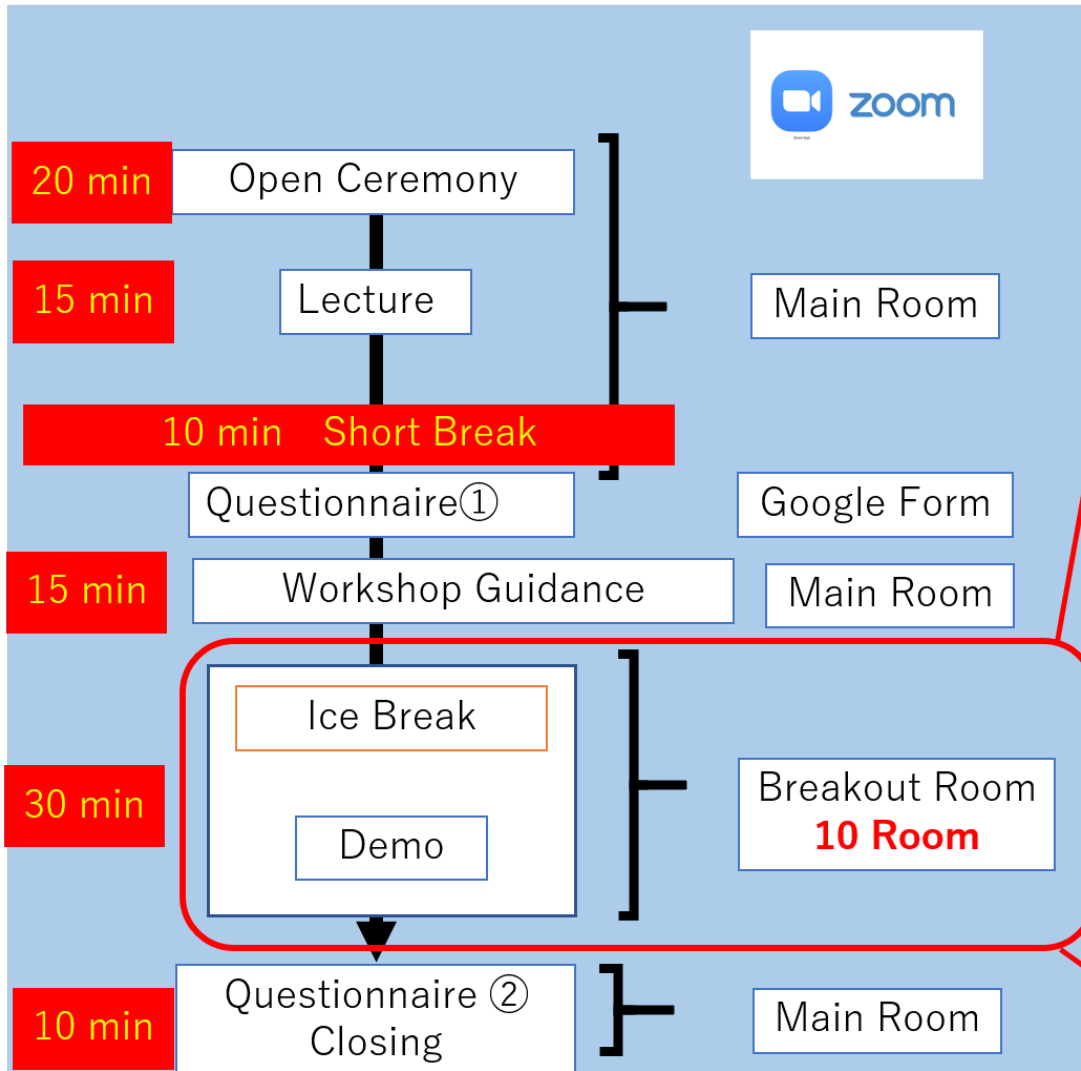 zoom
Zoom App
20 min
Open Ceremony
15 min
Lecture
Main Room
10 min Short Break
Questionnaire①
Google Form
15 min
Workshop Guidance
Main Room
Ice Break
30 min
Demo
Breakout Room
10 Room
10 min
Questionnaire ②
Closing
Main Room